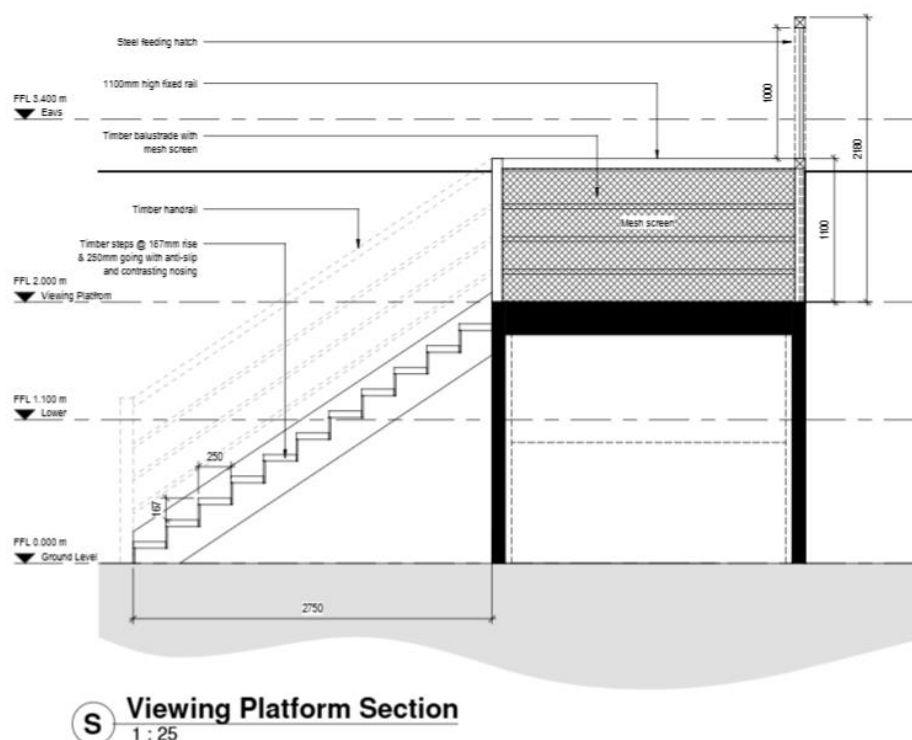 Steel feeding hatch
1100mm high fixed rail
FFL 3.400 m
Eavs
Timber balustrade with
mesh screen
1000
2180
Timber handrail
Mesh screen
1100
Timber steps @ 167mm rise
& 250mm going with anti-slip
and contrasting nosing
FFL 2.000 m
Viewing Platfrom
FFL 1.100 m
Lower
250
167
FFL 0.000 m
Ground Level
2750
S Viewing Platform Section
1 : 25